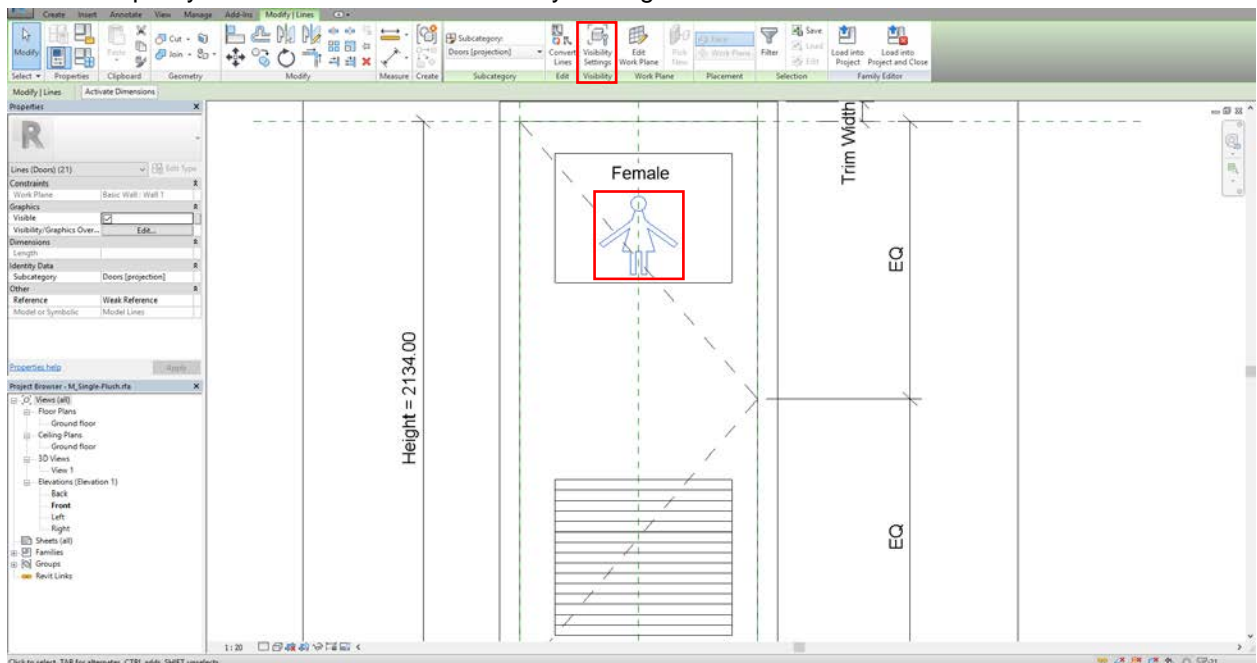 Create Insert Annotate View Manage Add-Ins Modify | Lines
Modify
Paste
Cut
Join
Subcategory:
Doors [projection]
Convert Lines
Visibility Settings
Edit Work Plane
Pick New
Work Plane
Filter
Save
Load
Edit
Load into Project
Load into Project and Close
Select Properties Clipboard Geometry Modify Measure Create Subcategory Edit Visibility Work Plane Placement Selection Family Editor
Modify | Lines Activate Dimensions
Properties
R
Lines (Doors) (21) Edit Type
Constraints
Work Plane Basic Wall : Wall 1
Graphics
Visible
Visibility/Graphics Over... Edit...
Dimensions
Length
Identity Data
Subcategory Doors [projection]
Other
Reference Weak Reference
Model or Symbolic Model Lines
Properties help Apply
Project Browser - M_Single-Flush.rfa
Views (all)
Floor Plans
Ground floor
Ceiling Plans
Ground floor
3D Views
View 1
Elevations (Elevation 1)
Back
Front
Left
Right
Sheets (all)
Families
Groups
Revit Links
Trim Width
Female
EQ
Height = 2134.00
EQ
1 : 20